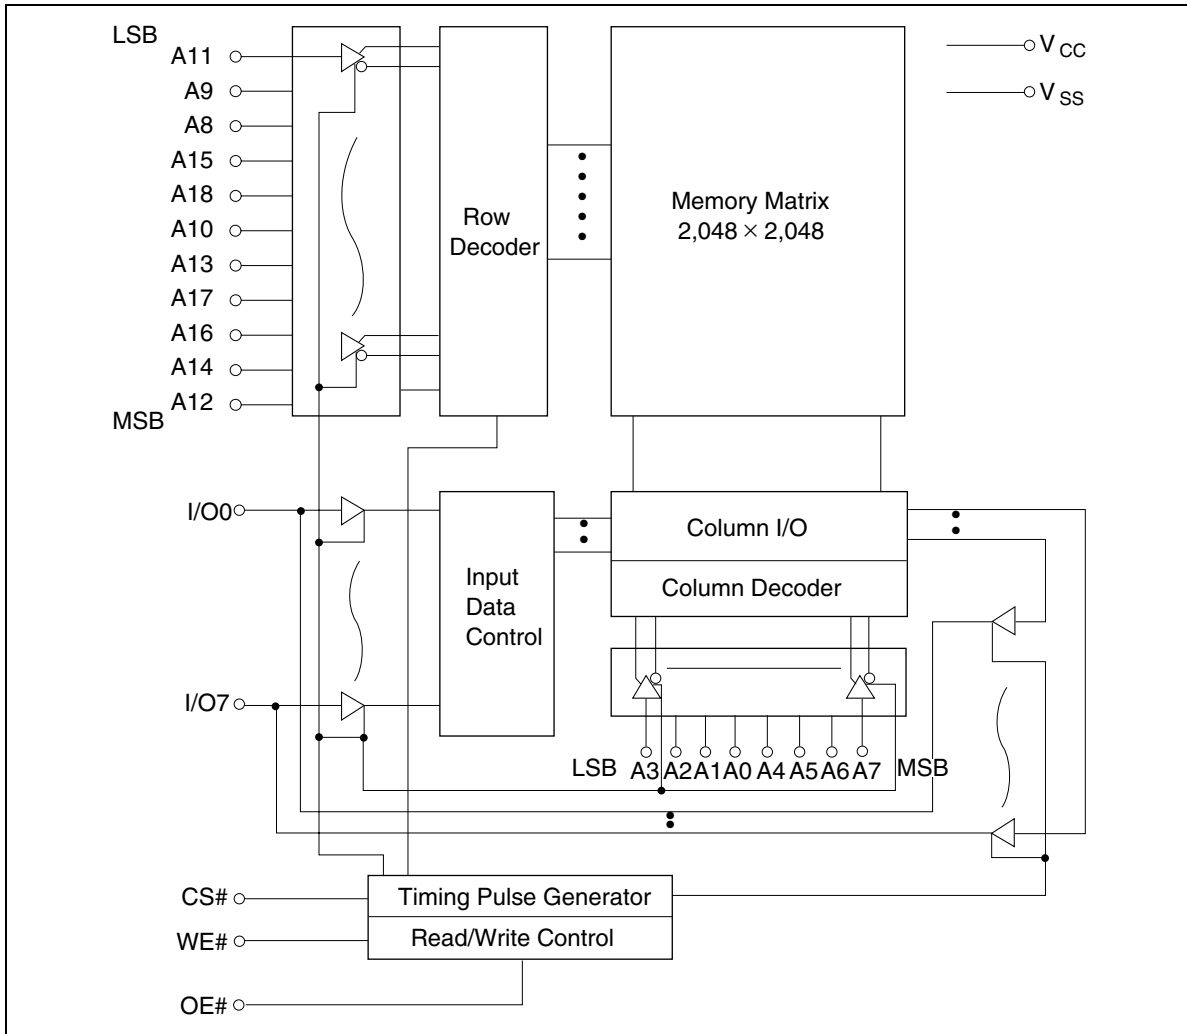 LSB
A11
A9
A8
A15
A18
A10
A13
A17
A16
A14
A12
MSB
Row
Decoder
Memory Matrix
2,048 × 2,048
VCC
VSS
I/O0
I/O7
Input
Data
Control
Column I/O
Column Decoder
LSB A3 A2 A1 A0 A4 A5 A6 A7 MSB
CS#
WE#
OE#
Timing Pulse Generator
Read/Write Control